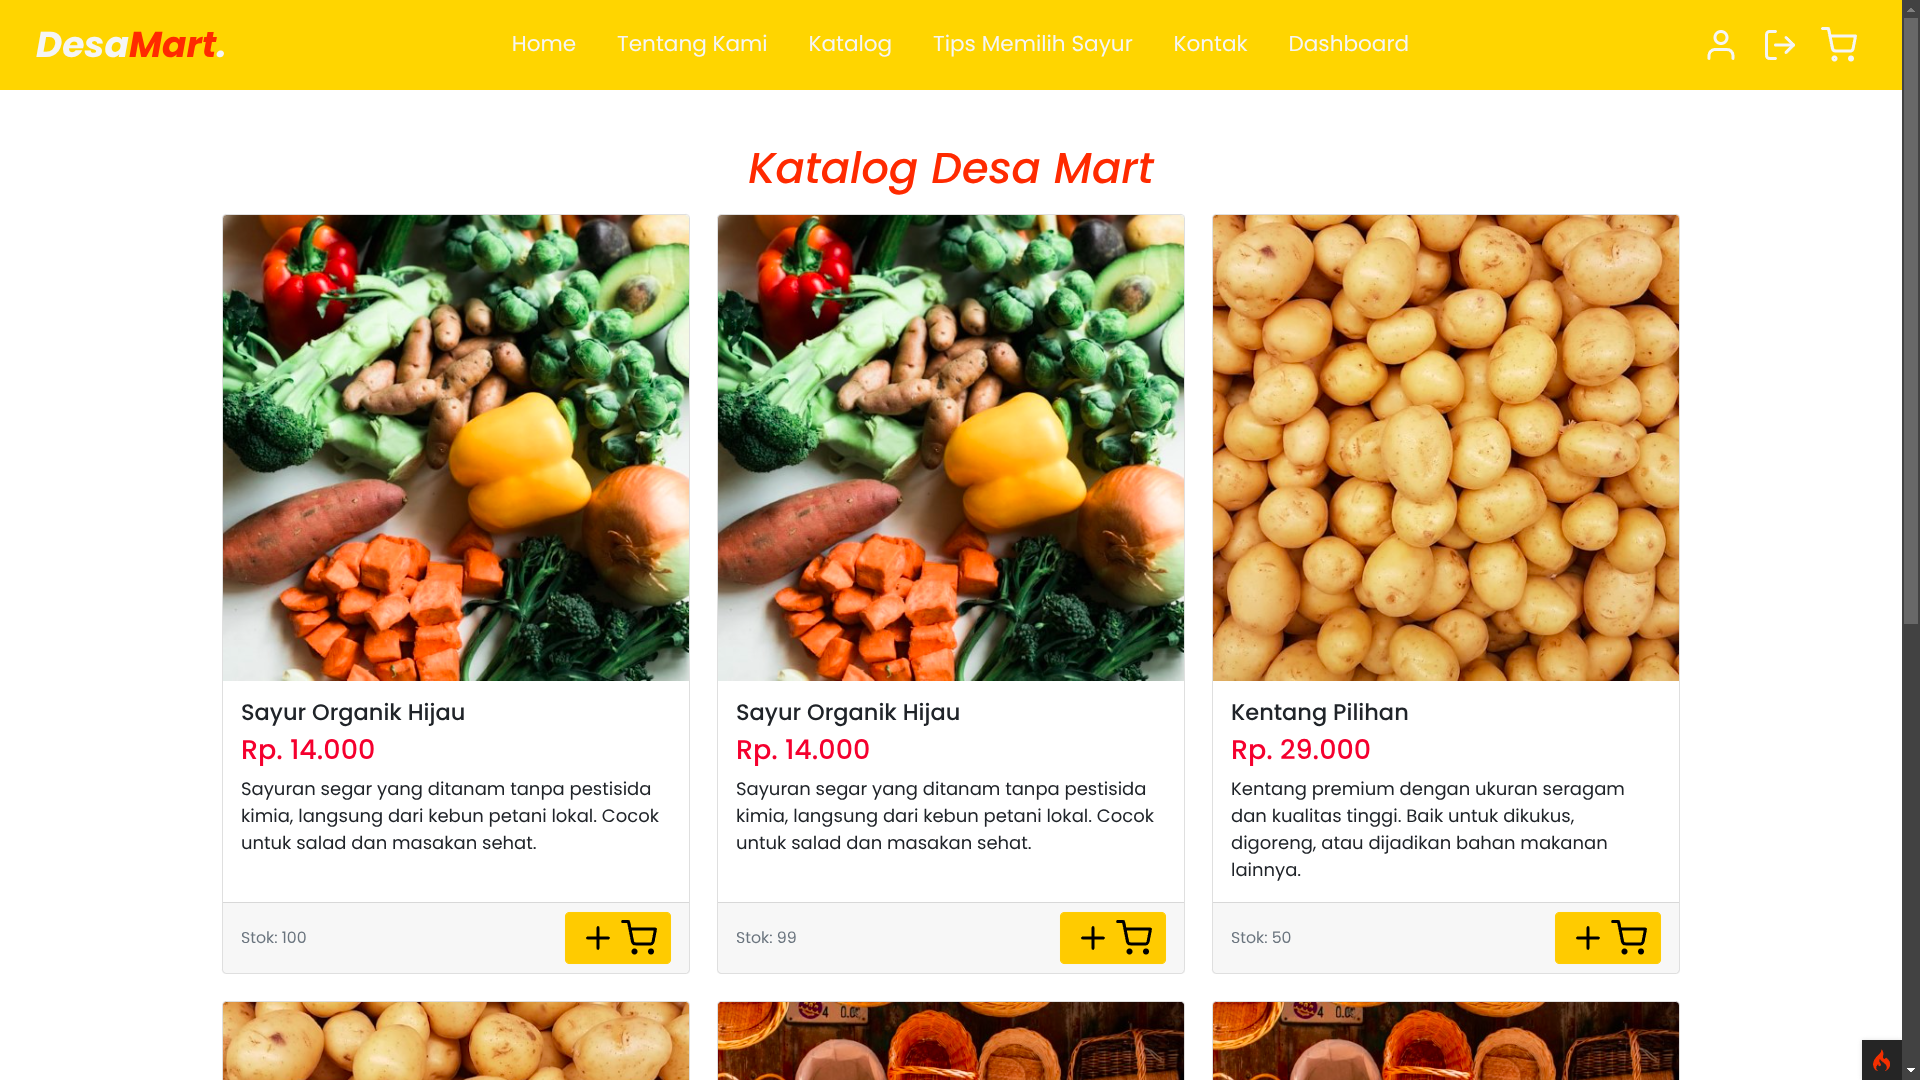 DesaMart.
Home
Tentang Kami
Katalog
Tips Memilih Sayur
Kontak
Dashboard
Katalog Desa Mart
Sayur Organik Hijau
Rp. 14.000
Sayuran segar yang ditanam tanpa pestisida
kimia, langsung dari kebun petani lokal. Cocok
untuk salad dan masakan sehat.
Stok: 100
Sayur Organik Hijau
Rp. 14.000
Sayuran segar yang ditanam tanpa pestisida
kimia, langsung dari kebun petani lokal. Cocok
untuk salad dan masakan sehat.
Stok: 99
Kentang Pilihan
Rp. 29.000
Kentang premium dengan ukuran seragam
dan kualitas tinggi. Baik untuk dikukus,
digoreng, atau dijadikan bahan makanan
lainnya.
Stok: 50